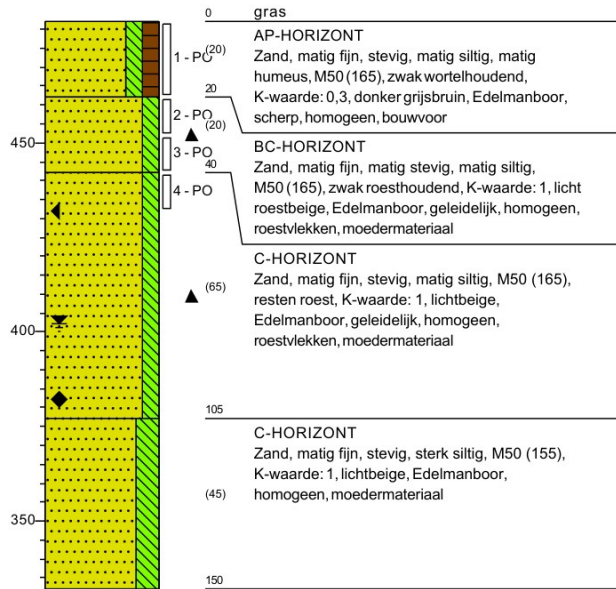 0 gras
AP-HORIZONT
Zand, matig fijn, stevig, matig siltig, matig
humeus, M50 (165), zwak wortelhoudend,
K-waarde: 0,3, donker grijsbruin, Edelmanboor,
scherp, homogeen, bouwvoor
1 - PO
(20)
20
2 - PO
(20)
450
3 - PO
40
4 - PO
BC-HORIZONT
Zand, matig fijn, matig stevig, matig siltig,
M50 (165), zwak roesthoudend, K-waarde: 1, licht
roestbeige, Edelmanboor, geleidelijk, homogeen,
roestvlekken, moedermateriaal
C-HORIZONT
Zand, matig fijn, stevig, matig siltig, M50 (165),
resten roest, K-waarde: 1, lichtbeige,
Edelmanboor, geleidelijk, homogeen,
roestvlekken, moedermateriaal
(65)
400
105
C-HORIZONT
Zand, matig fijn, stevig, sterk siltig, M50 (155),
K-waarde: 1, lichtbeige, Edelmanboor,
homogeen, moedermateriaal
(45)
350
150